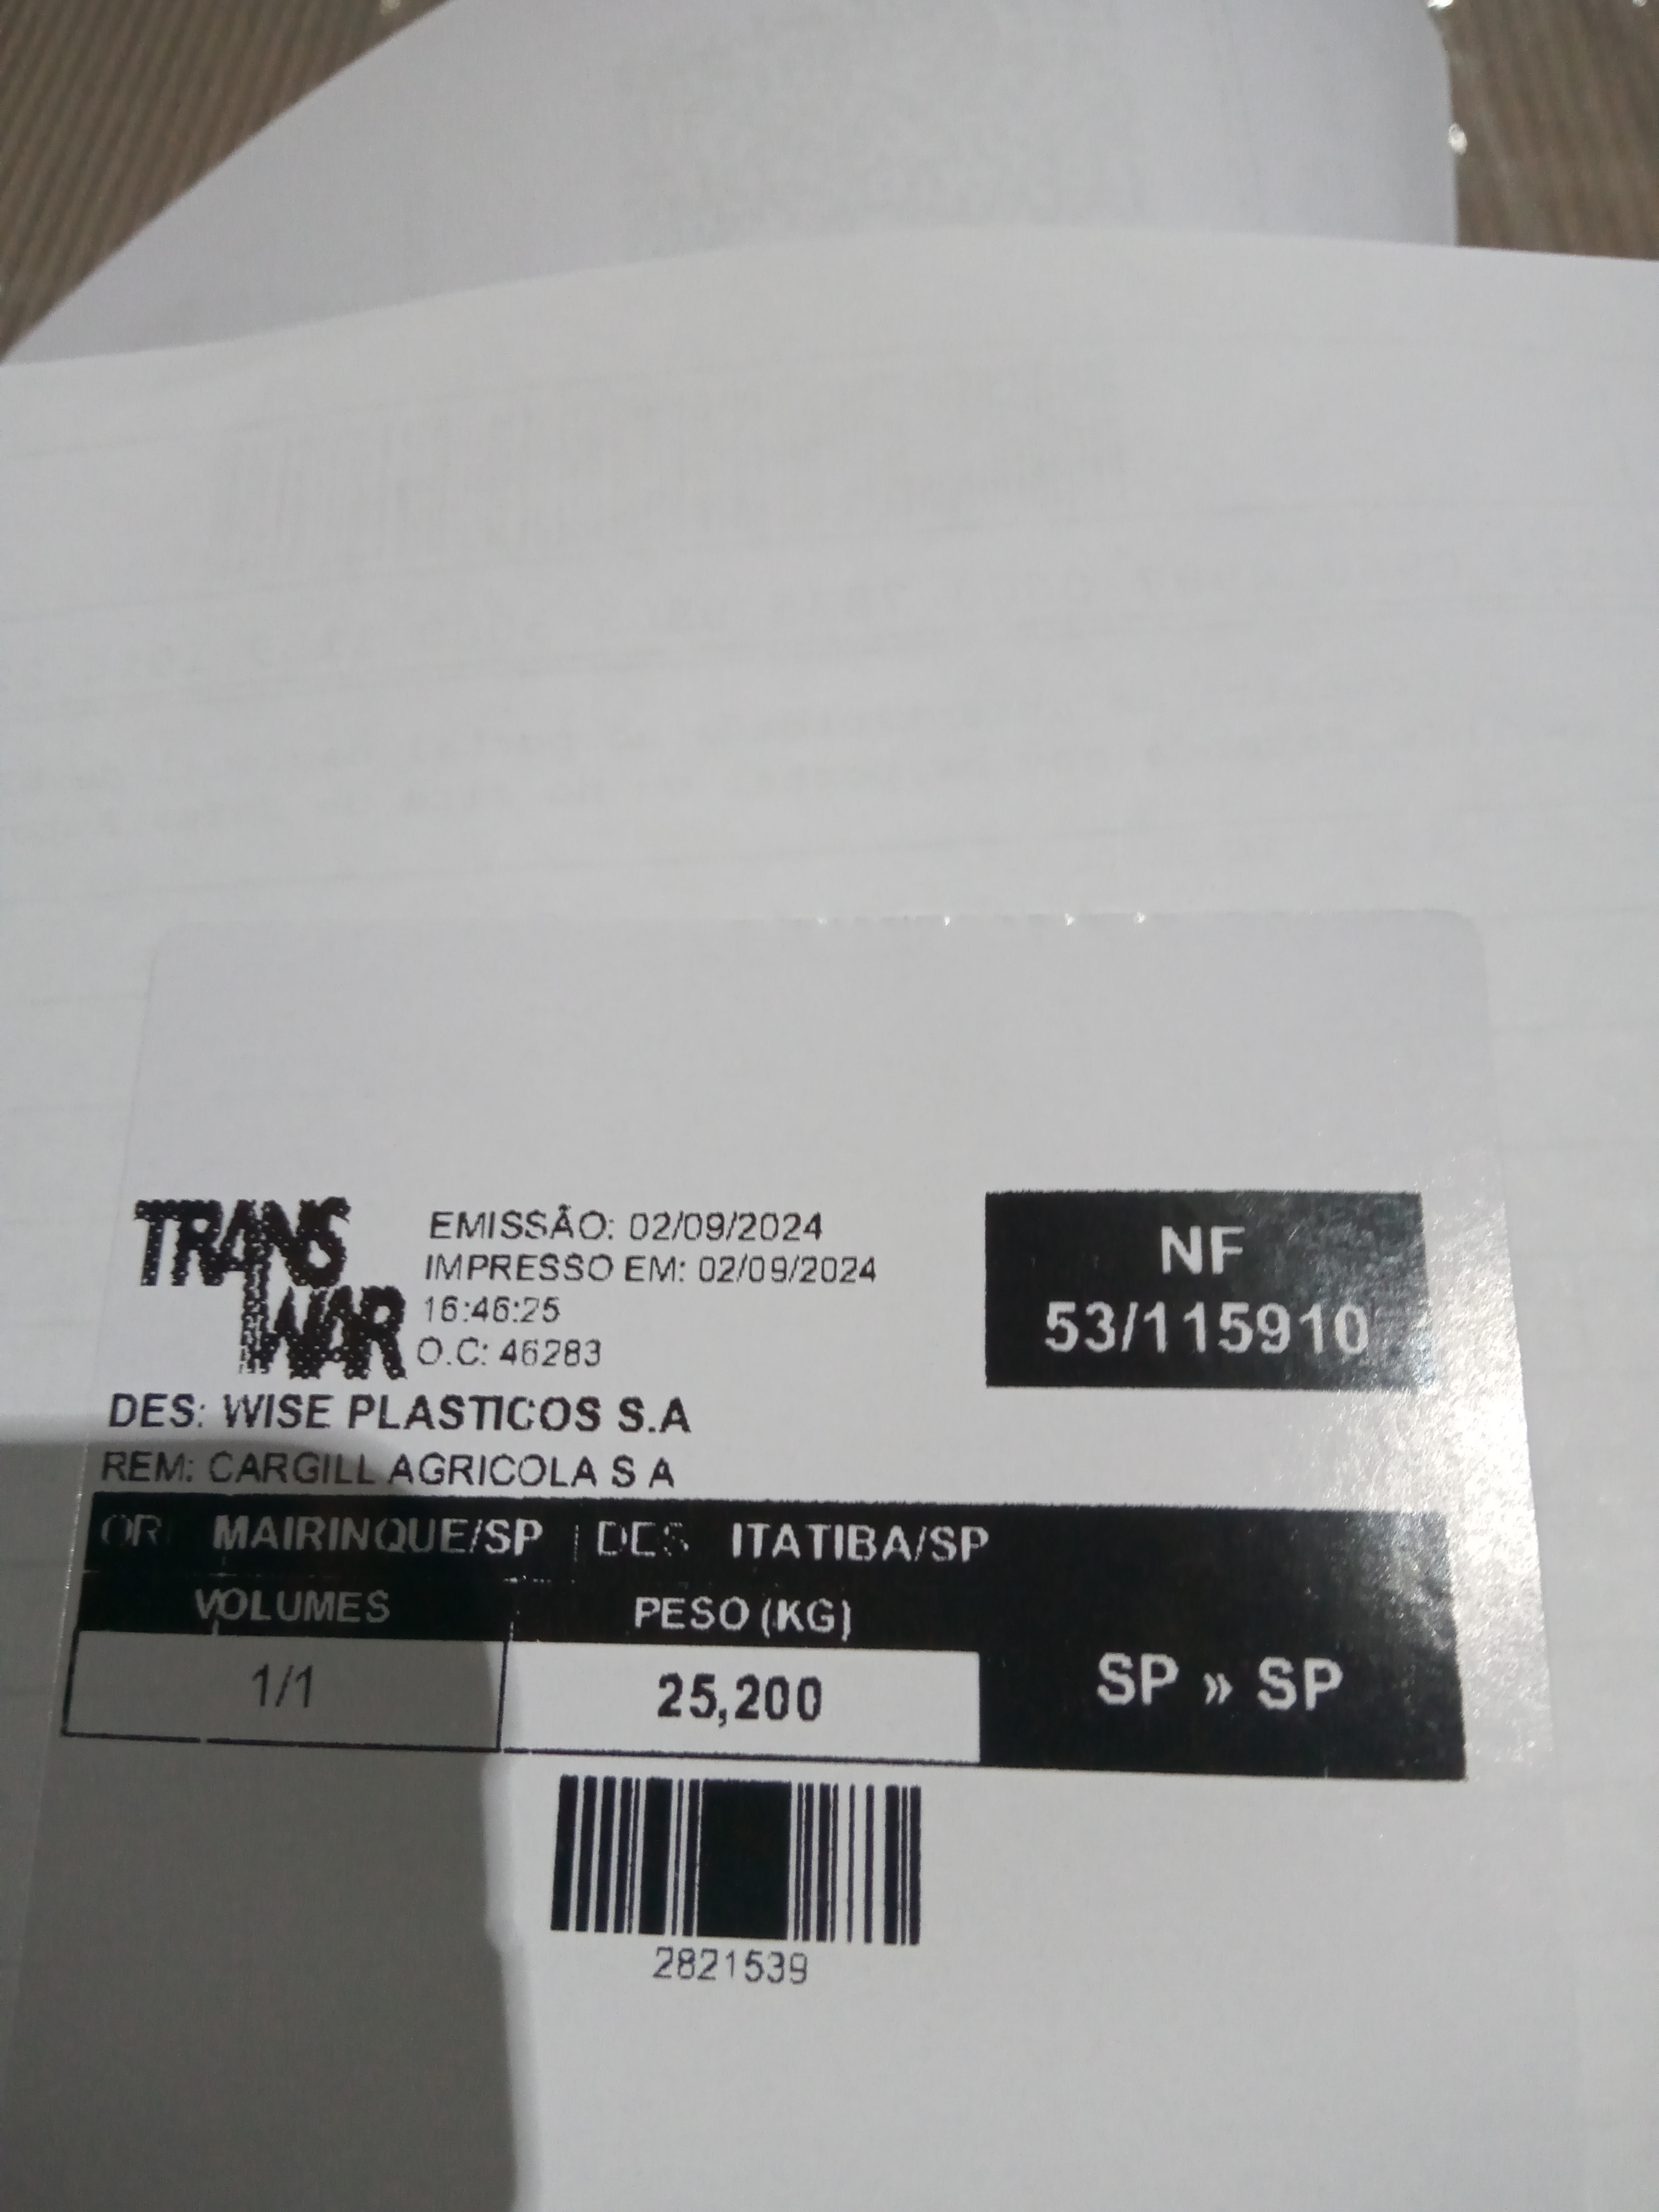 TRANS
WAR
EMISSÃO: 02/09/2024
IMPRESSO EM: 02/09/2024
16:46:25
O.C: 46283
NF
53/115910
DES: WISE PLASTICOS S.A
REM: CARGILL AGRICOLA S A
ORI MAIRINQUE/SP | DES ITATIBA/SP
VOLUMES PESO (KG)
1/1 25,200 SP » SP
2821539